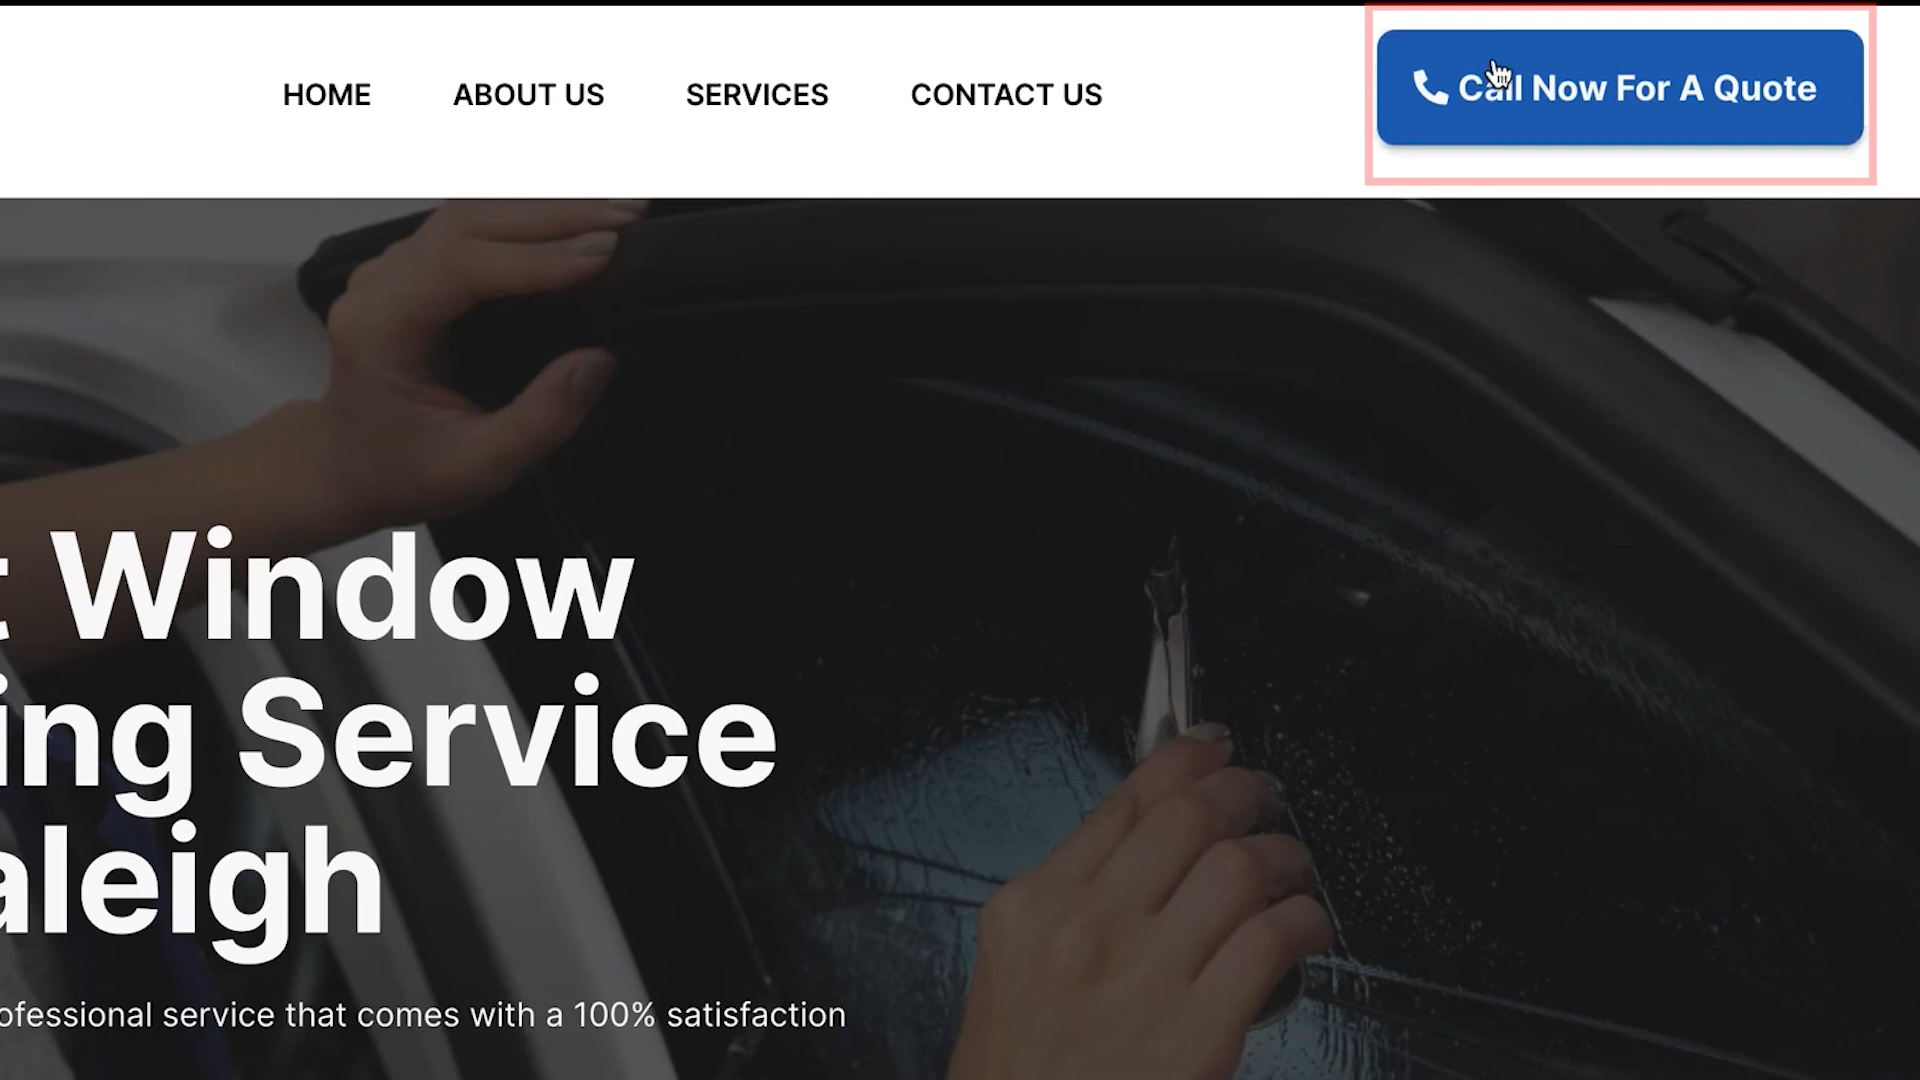 HOME ABOUT US SERVICES CONTACT US Call Now For A Quote
Window
ing Service
aleigh
ofessional service that comes with a 100% satisfaction